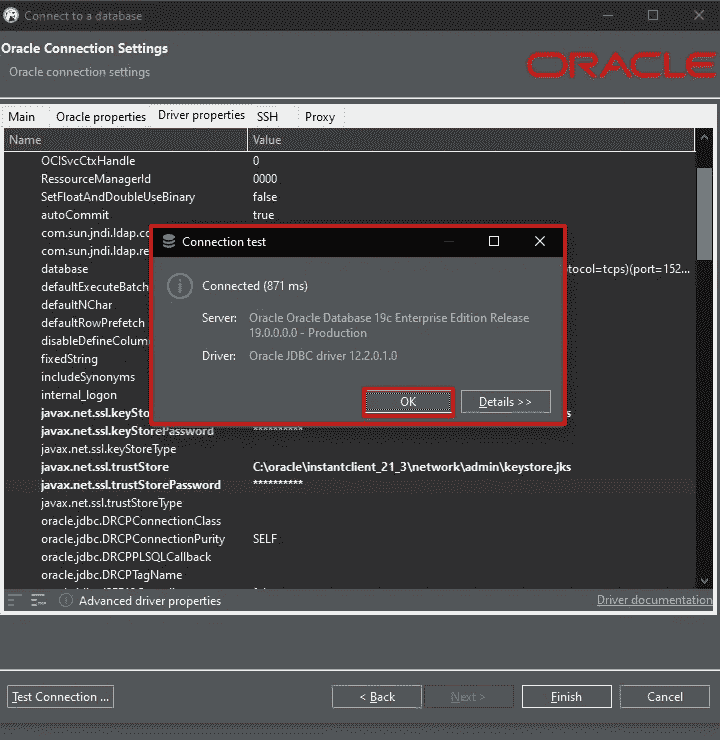 Connect to a database
Oracle Connection Settings
Oracle connection settings
ORACLE
Main Oracle properties Driver properties SSH Proxy
Name Value
OCISvcCtxHandle 0
RessourceManagerId 0000
SetFloatAndDoubleUseBinary false
autoCommit true
com.sun.jndi.ldap.co
com.sun.jndi.ldap.re
database otocol=tcps)(port=152...
defaultExecuteBatch
defaultNChar
defaultRowPrefetch
disableDefineColum
fixedString
includeSynonyms
internal_logon
javax.net.ssl.keySto ks
javax.net.ssl.keyStorePassword **********
javax.net.ssl.keyStoreType
javax.net.ssl.trustStore C:\oracle\instantclient_21_3\network\admin\keystore.jks
javax.net.ssl.trustStorePassword **********
javax.net.ssl.trustStoreType
oracle.jdbc.DRCPConnectionClass
oracle.jdbc.DRCPConnectionPurity SELF
oracle.jdbc.DRCPPLSQLCallback
oracle.jdbc.DRCPTagName
Connection test
Connected (871 ms)
Server: Oracle Oracle Database 19c Enterprise Edition Release
19.0.0.0.0 - Production
Driver: Oracle JDBC driver 12.2.0.1.0
OK Details >>
Advanced driver properties Driver documentation
Test Connection ... < Back Next > Finish Cancel